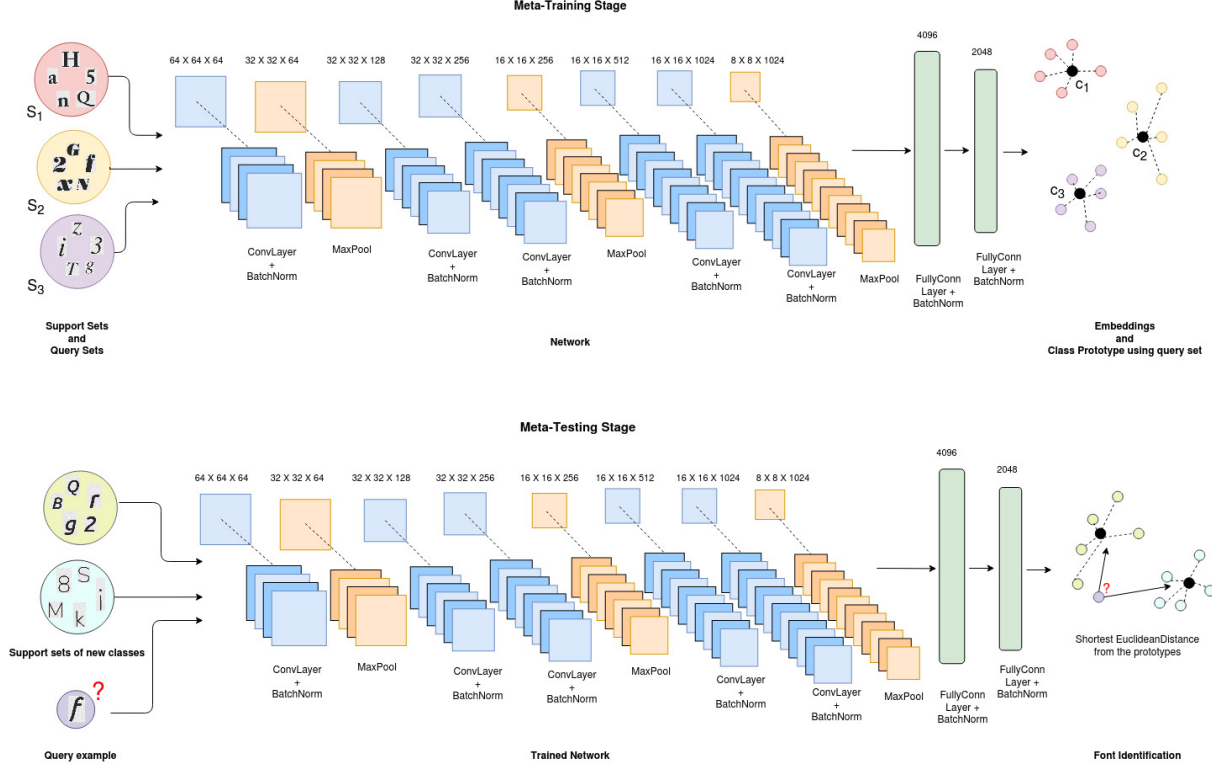 Meta-Training Stage
64 X 64 X 64
32 X 32 X 64
32 X 32 X 128
32 X 32 X 256
16 X 16 X 256
16 X 16 X 512
16 X 16 X 1024
8 X 8 X 1024
4096
2048
H
a 5
n Q
S1
G
2 f
x N
S2
z
i 3
T 8
S3
ConvLayer
+
BatchNorm
MaxPool
ConvLayer
+
BatchNorm
ConvLayer
+
BatchNorm
MaxPool
ConvLayer
+
BatchNorm
ConvLayer
+
BatchNorm
MaxPool
FullyConn
Layer +
BatchNorm
FullyConn
Layer +
BatchNorm
c1
c2
c3
Support Sets
and
Query Sets
Network
Embeddings
and
Class Prototype using query set
Meta-Testing Stage
64 X 64 X 64
32 X 32 X 64
32 X 32 X 128
32 X 32 X 256
16 X 16 X 256
16 X 16 X 512
16 X 16 X 1024
8 X 8 X 1024
4096
2048
Q
B r
g 2
8 S
M k i
Support sets of new classes
f ?
Query example
ConvLayer
+
BatchNorm
MaxPool
ConvLayer
+
BatchNorm
ConvLayer
+
BatchNorm
MaxPool
ConvLayer
+
BatchNorm
ConvLayer
+
BatchNorm
MaxPool
FullyConn
Layer +
BatchNorm
FullyConn
Layer +
BatchNorm
?
Shortest EuclideanDistance
from the prototypes
Trained Network
Font Identification